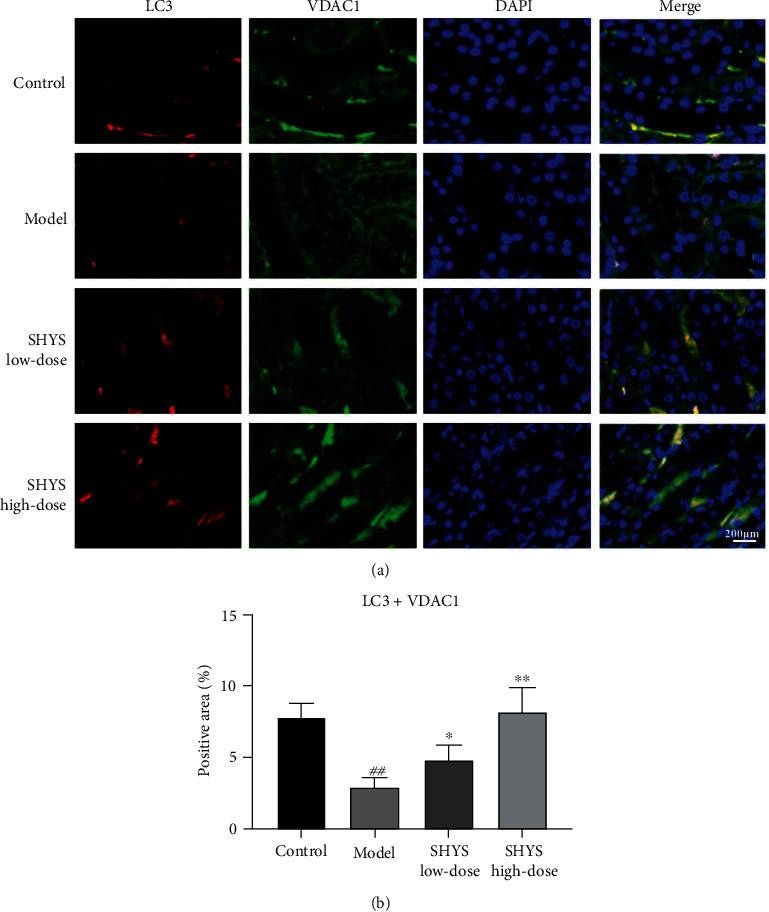 LC3 VDAC1 DAPI Merge
Control
Model
SHYS
low-dose
SHYS
high-dose
200μm
(a)
LC3 + VDAC1
15
10
5
0
Positive area (%)
##
*
**
Control Model SHYS low-dose SHYS high-dose
(b)